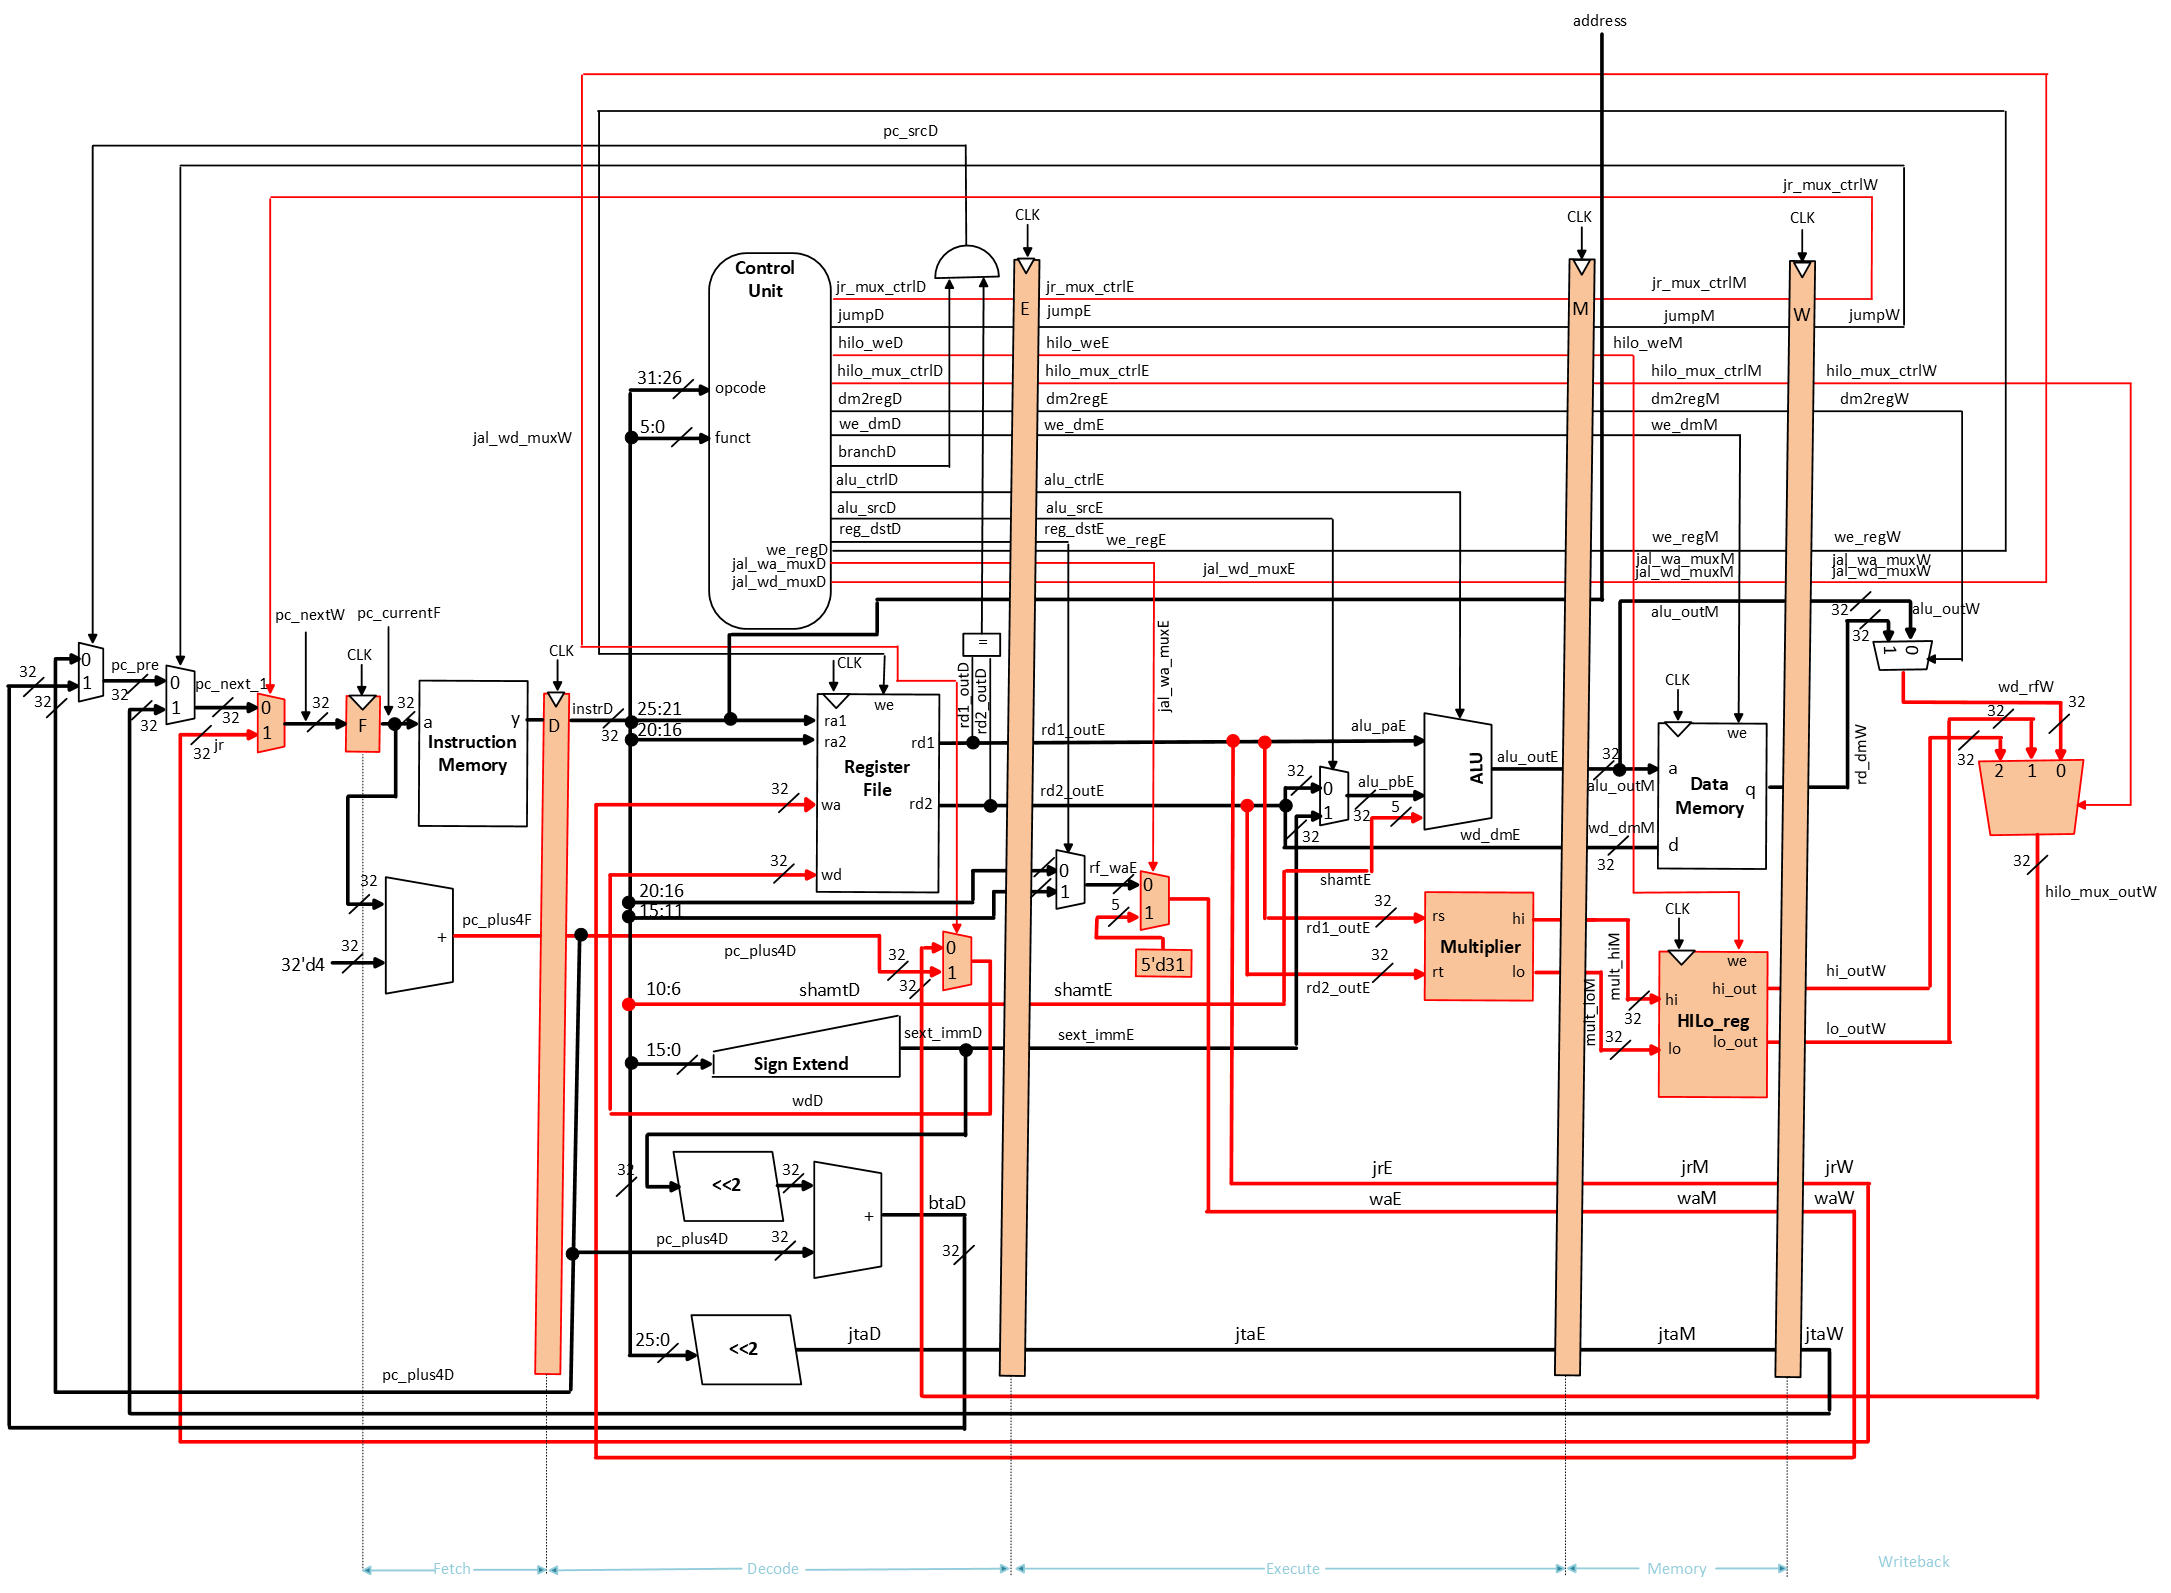 address
pc_srcD
jr_mux_ctrlW
CLK
CLK
CLK
Control
Unit
jr_mux_ctrlD
jr_mux_ctrlE
jr_mux_ctrlM
E
M
W
jumpD
jumpE
jumpM
jumpW
hilo_weD
hilo_weE
hilo_weM
hilo_mux_ctrlD
hilo_mux_ctrlE
hilo_mux_ctrlM
hilo_mux_ctrlW
31:26
opcode
dm2regD
dm2regE
dm2regM
dm2regW
5:0
funct
we_dmD
we_dmE
we_dmM
jal_wd_muxW
branchD
alu_ctrlD
alu_ctrlE
alu_srcD
alu_srcE
reg_dstD
reg_dstE
we_regD
we_regE
we_regM
we_regW
jal_wa_muxD
jal_wa_muxM
jal_wa_muxW
jal_wd_muxD
jal_wd_muxE
jal_wd_muxM
jal_wd_muxW
pc_nextW
pc_currentF
alu_outM
32
alu_outW
32
=
jal_wa_muxE
CLK
CLK
CLK
CLK
0
1
32
32
pc_pre
32
0
1
32
pc_next_1
32
0
1
32
jr
32
F
32
a
y
Instruction
Memory
D
instrD
32
25:21
20:16
ra1
ra2
we
rd1
Register
File
rd2
wa
32
wd
32
rd1_outD
rd2_outD
rd1_outE
rd2_outE
alu_paE
32
0
1
32
alu_pbE
32
5
ALU
alu_outE
32
alu_outM
wd_dmE
wd_dmM
32
we
a
Data
Memory
q
d
rd_dmW
1
0
wd_rfW
32
32
32
2
1
0
32
hilo_mux_outW
20:16
15:11
0
1
rf_waE
5
0
1
5'd31
shamtE
32
rd1_outE
32
rd2_outE
rs
hi
Multiplier
rt
lo
mult_hiM
mult_loM
CLK
we
hi_out
hi
HILo_reg
lo_out
lo
32
32
hi_outW
lo_outW
32
32
32'd4
+
pc_plus4F
pc_plus4D
32
32
0
1
10:6
shamtD
shamtE
15:0
Sign Extend
sext_immD
sext_immE
wdD
32
<<2
32
+
btaD
pc_plus4D
32
32
jrE
jrM
jrW
waE
waM
waW
25:0
<<2
jtaD
jtaE
jtaM
jtaW
pc_plus4D
Fetch
Decode
Execute
Memory
Writeback